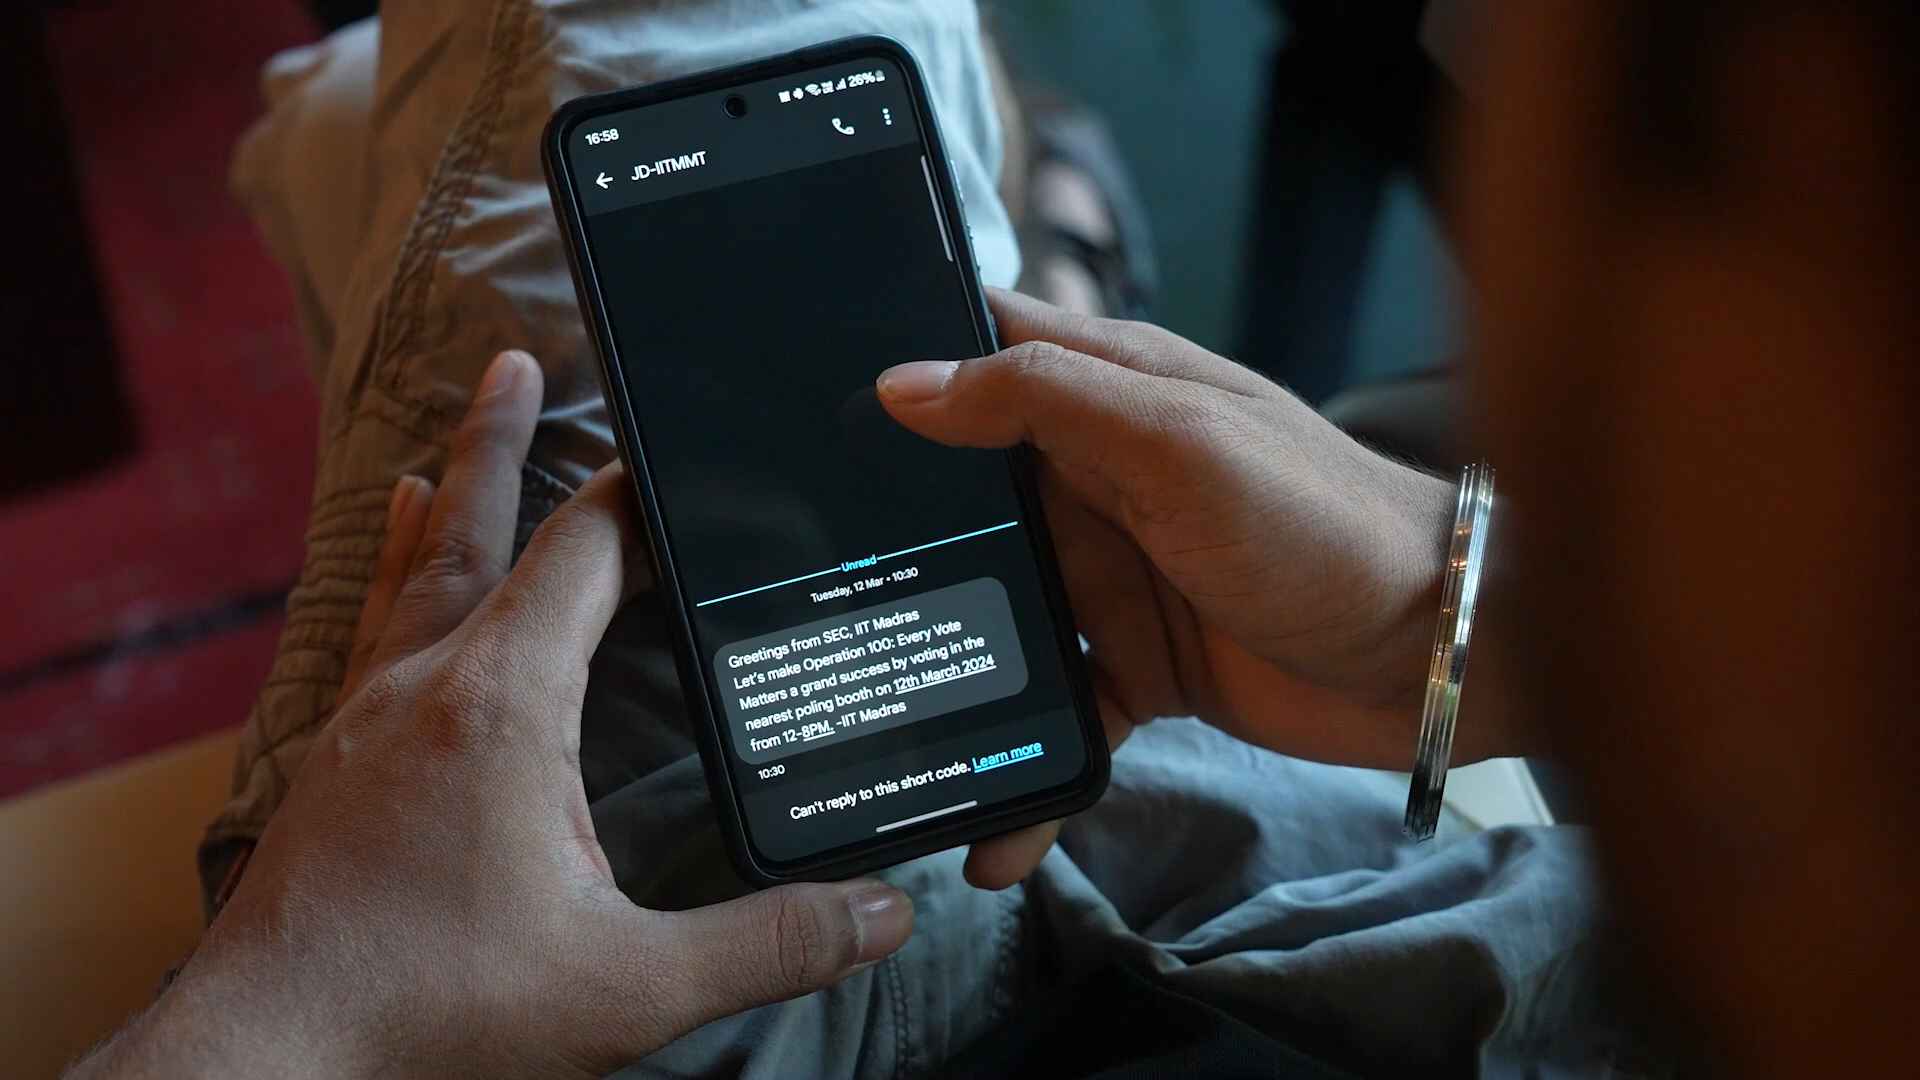 26%
16:58
JD-IITMMT
Unread
Tuesday, 12 Mar • 10:30
Greetings from SEC, IIT Madras
Let's make Operation 100: Every Vote
Matters a grand success by voting in the
nearest poling booth on 12th March 2024
from 12-8PM. -IIT Madras
10:30
Can't reply to this short code. Learn more